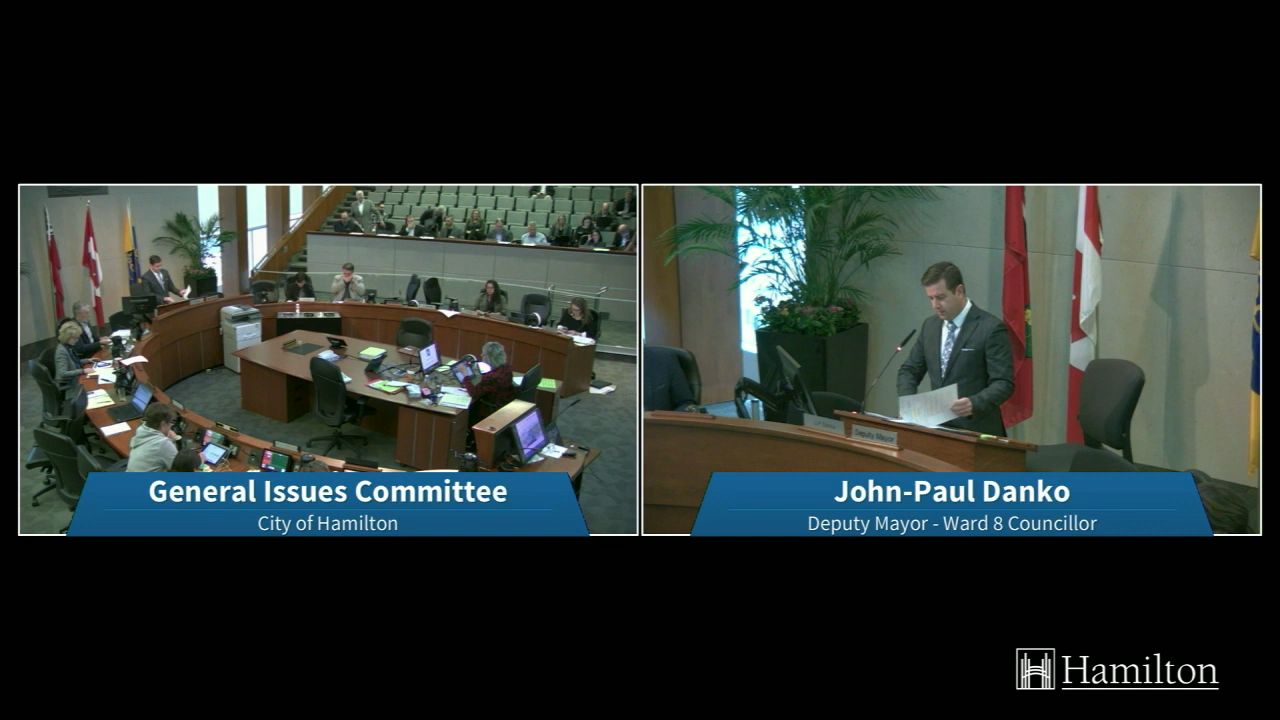 General Issues Committee
City of Hamilton
Deputy Mayor
John-Paul Danko
Deputy Mayor - Ward 8 Councillor
Hamilton